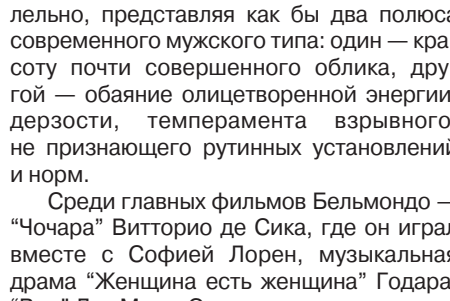 лельно, представляя как бы два полюса
современного мужского типа: один — кра-
соту почти совершенного облика, дру-
гой — обаяние олицетворенной энергии,
дерзости, темперамента взрывного,
не признающего рутинных установлений
и норм.
Среди главных фильмов Бельмондо —
“Чочара” Витторио де Сика, где он играл
вместе с Софией Лорен, музыкальная
драма “Женщина есть женщина” Годара,